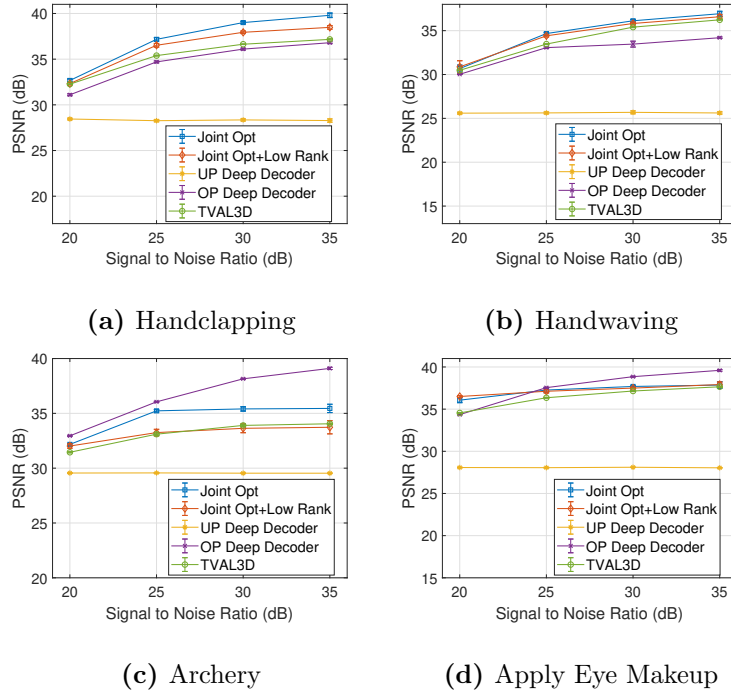 40
35
30
25
20
PSNR (dB)
Joint Opt
Joint Opt+Low Rank
UP Deep Decoder
OP Deep Decoder
TVAL3D
20 25 30 35
Signal to Noise Ratio (dB)
(a) Handclapping
35
30
25
20
15
PSNR (dB)
Joint Opt
Joint Opt+Low Rank
UP Deep Decoder
OP Deep Decoder
TVAL3D
20 25 30 35
Signal to Noise Ratio (dB)
(b) Handwaving
40
35
30
25
20
PSNR (dB)
Joint Opt
Joint Opt+Low Rank
UP Deep Decoder
OP Deep Decoder
TVAL3D
20 25 30 35
Signal to Noise Ratio (dB)
(c) Archery
40
35
30
25
20
15
PSNR (dB)
Joint Opt
Joint Opt+Low Rank
UP Deep Decoder
OP Deep Decoder
TVAL3D
20 25 30 35
Signal to Noise Ratio (dB)
(d) Apply Eye Makeup